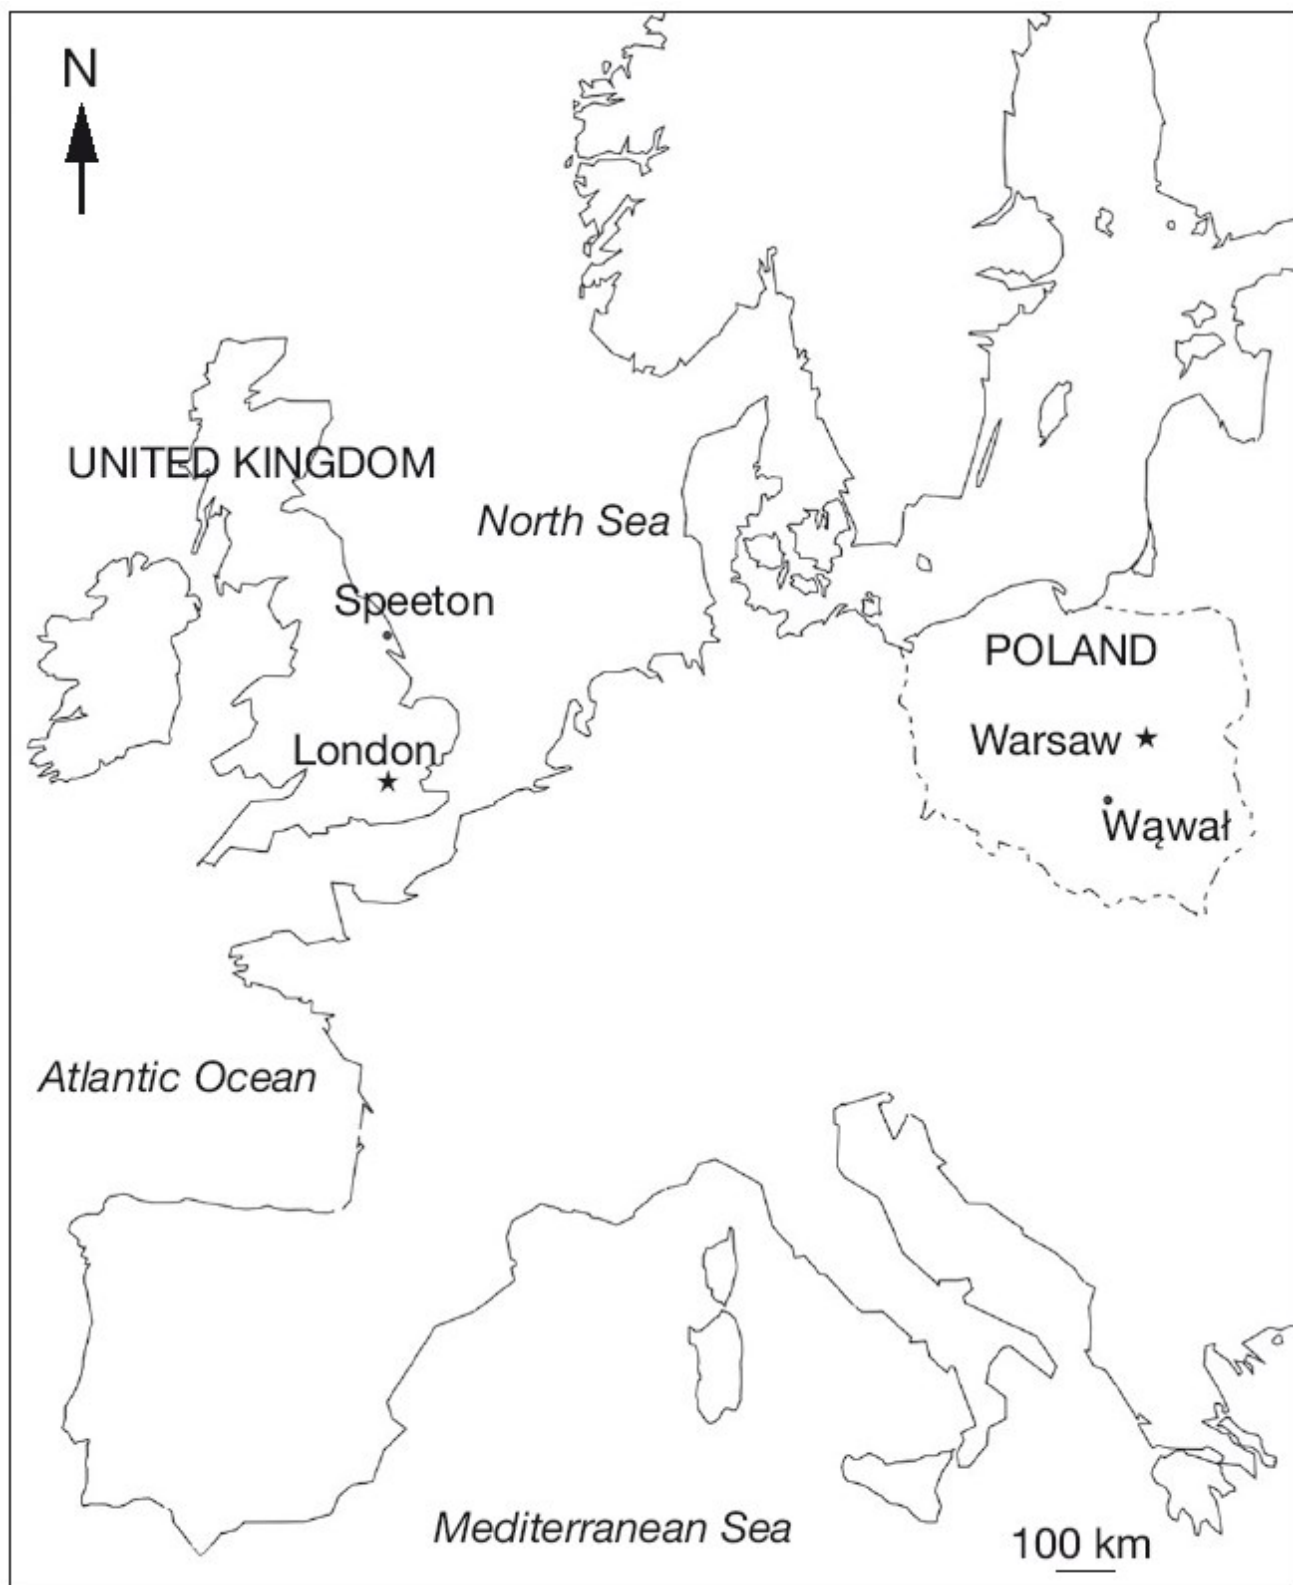 N
UNITED KINGDOM
North Sea
Speeton
POLAND
London
Warsaw
Wąwał
Atlantic Ocean
Mediterranean Sea
100 km